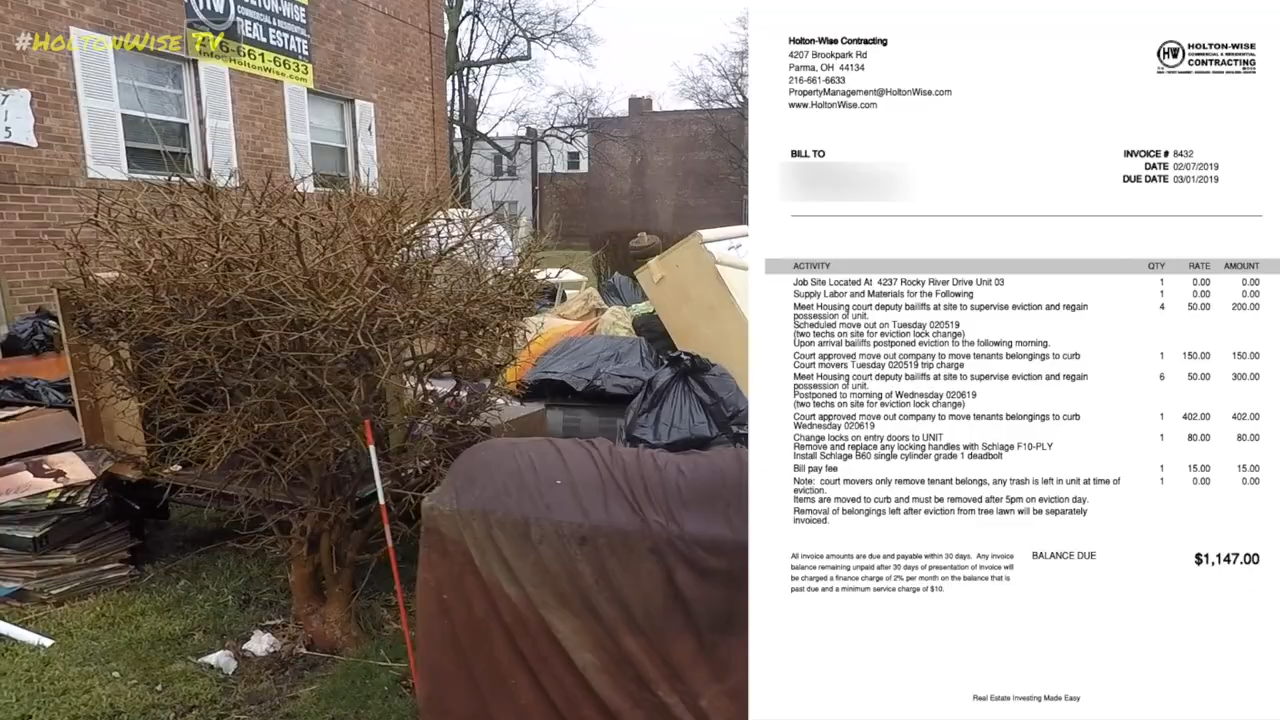 #HoltonWise TV
HOLTON-WISE
COMMERCIAL & RESIDENTIAL
REAL ESTATE
216-661-6633
info@HoltonWise.com
HW
7
1
5
Holton-Wise Contracting
4207 Brookpark Rd
Parma, OH 44134
216-661-6633
PropertyManagement@HoltonWise.com
www.HoltonWise.com
HW
HOLTON-WISE
COMMERCIAL & RESIDENTIAL
CONTRACTING
BILL TO
INVOICE # 8432
DATE 02/07/2019
DUE DATE 03/01/2019
ACTIVITY QTY RATE AMOUNT
Job Site Located At 4237 Rocky River Drive Unit 03 1 0.00 0.00
Supply Labor and Materials for the Following 1 0.00 0.00
Meet Housing court deputy bailiffs at site to supervise eviction and regain 4 50.00 200.00
possession of unit.
Scheduled move out on Tuesday 020519
(two techs on site for eviction lock change)
Upon arrival bailiffs postponed eviction to the following morning.
Court approved move out company to move tenants belongings to curb 1 150.00 150.00
Court movers Tuesday 020519 trip charge
Meet Housing court deputy bailiffs at site to supervise eviction and regain 6 50.00 300.00
possession of unit.
Postponed to morning of Wednesday 020619
(two techs on site for eviction lock change)
Court approved move out company to move tenants belongings to curb 1 402.00 402.00
Wednesday 020619
Change locks on entry doors to UNIT 1 80.00 80.00
Remove and replace any locking handles with Schlage F10-PLY
Install Schlage B60 single cylinder grade 1 deadbolt
Bill pay fee 1 15.00 15.00
Note: court movers only remove tenant belongs, any trash is left in unit at time of 1 0.00 0.00
eviction.
Items are moved to curb and must be removed after 5pm on eviction day.
Removal of belongings left after eviction from tree lawn will be separately
invoiced.
All invoice amounts are due and payable within 30 days. Any invoice
balance remaining unpaid after 30 days of presentation of invoice will
be charged a finance charge of 2% per month on the balance that is
past due and a minimum service charge of $10.
BALANCE DUE $1,147.00
Real Estate Investing Made Easy